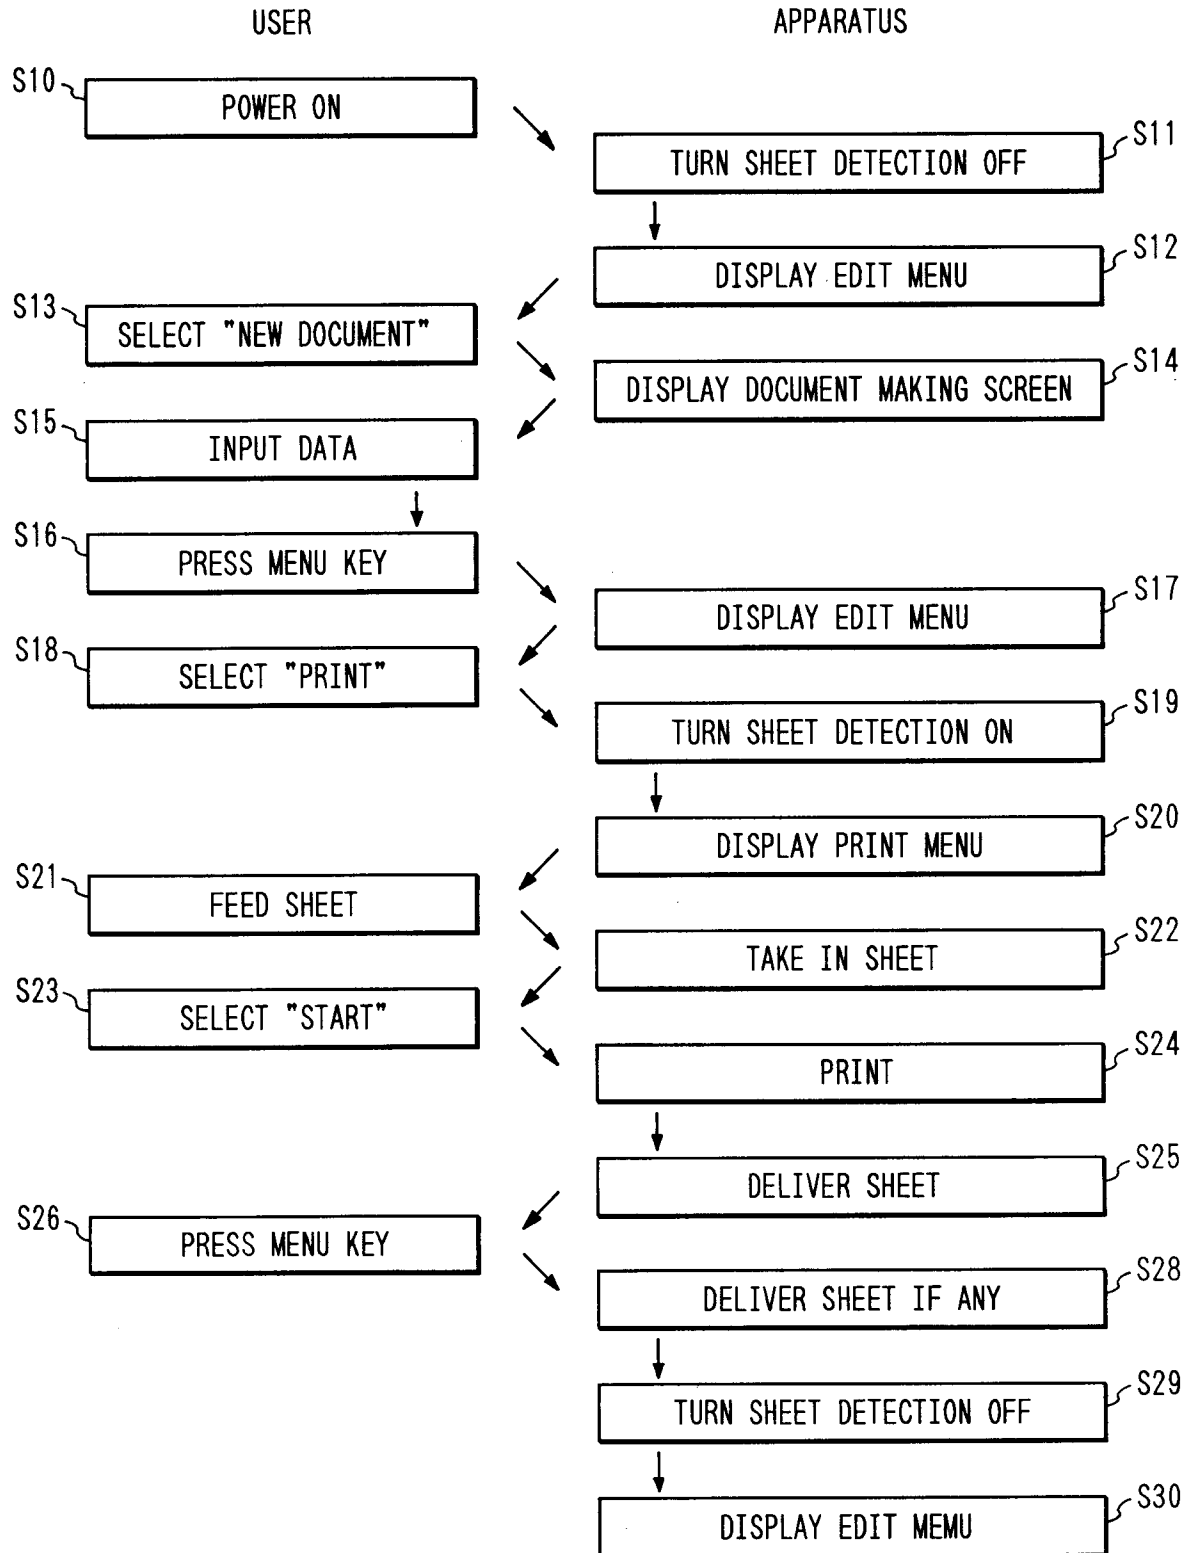 USER
APPARATUS
S10
POWER ON
S11
TURN SHEET DETECTION OFF
S12
DISPLAY EDIT MENU
S13
SELECT "NEW DOCUMENT"
S14
DISPLAY DOCUMENT MAKING SCREEN
S15
INPUT DATA
S16
PRESS MENU KEY
S17
DISPLAY EDIT MENU
S18
SELECT "PRINT"
S19
TURN SHEET DETECTION ON
S20
DISPLAY PRINT MENU
S21
FEED SHEET
S22
TAKE IN SHEET
S23
SELECT "START"
S24
PRINT
S25
DELIVER SHEET
S26
PRESS MENU KEY
S28
DELIVER SHEET IF ANY
S29
TURN SHEET DETECTION OFF
S30
DISPLAY EDIT MEMU